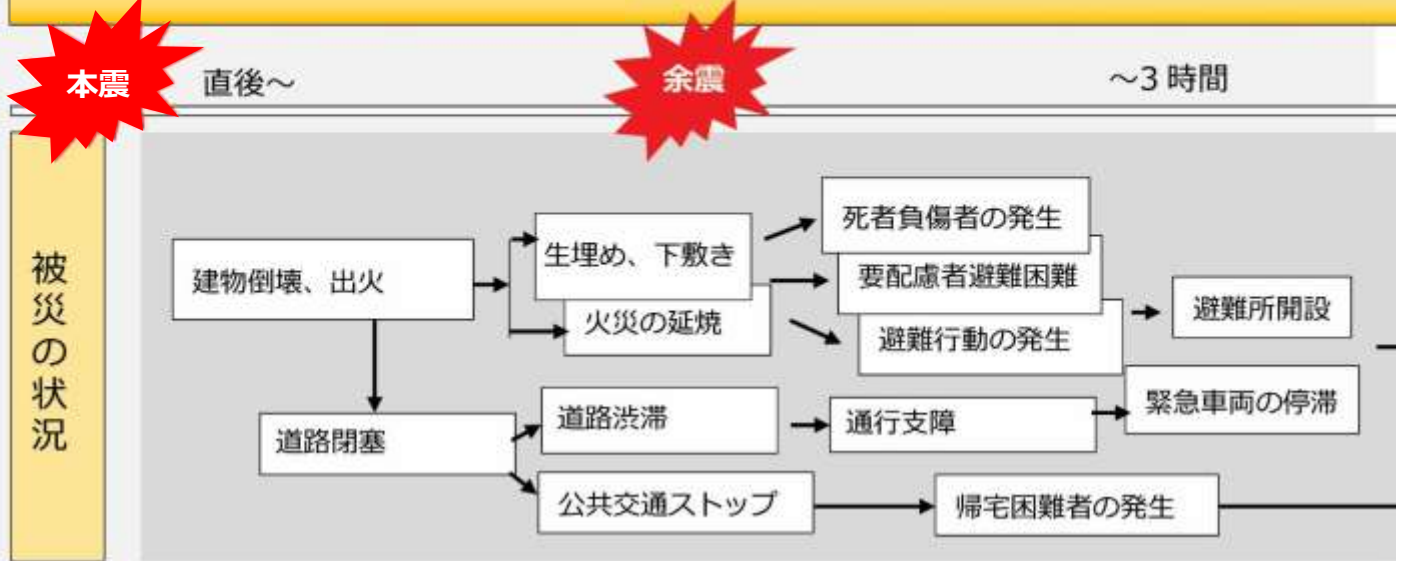 本震
直後～
余震
～3 時間
被災の状況
建物倒壊、出火
生埋め、下敷き
火災の延焼
死者負傷者の発生
要配慮者避難困難
避難行動の発生
避難所開設
道路閉塞
道路渋滞
通行支障
緊急車両の停滞
公共交通ストップ
帰宅困難者の発生